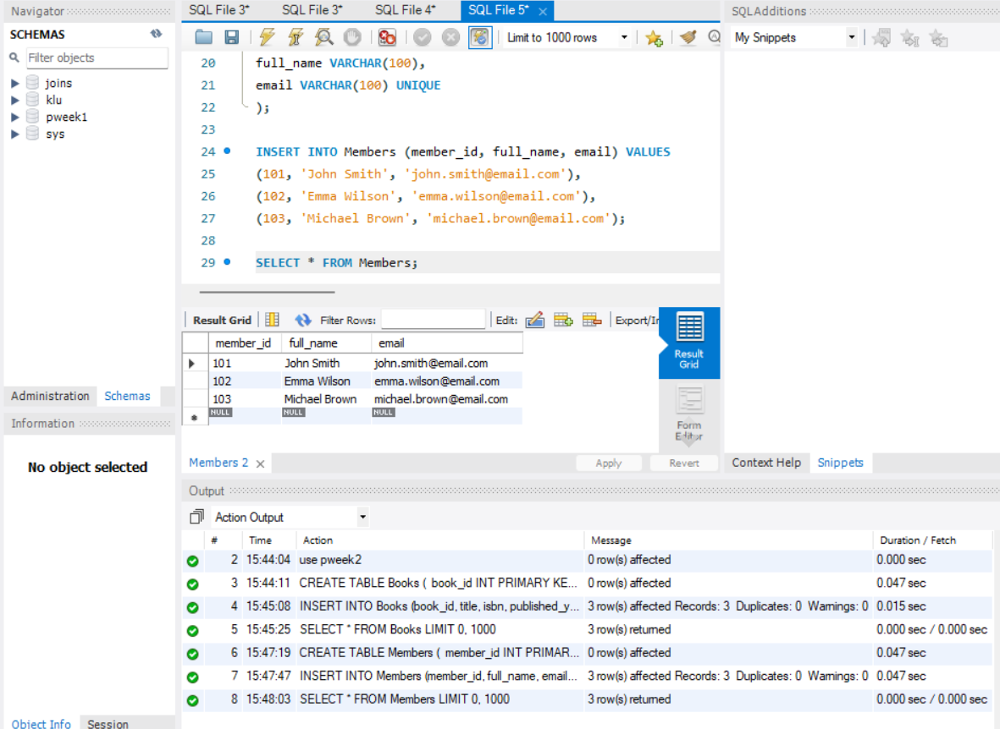 Navigator
SCHEMAS
Filter objects
joins
klu
pweek1
sys
Administration Schemas
Information
No object selected
Object Info Session
SQL File 3* SQL File 3* SQL File 4* SQL File 5*
Limit to 1000 rows
20 full_name VARCHAR(100),
21 email VARCHAR(100) UNIQUE
22 );
23
24 INSERT INTO Members (member_id, full_name, email) VALUES
25 (101, 'John Smith', 'john.smith@email.com'),
26 (102, 'Emma Wilson', 'emma.wilson@email.com'),
27 (103, 'Michael Brown', 'michael.brown@email.com');
28
29 SELECT * FROM Members;
Result Grid Filter Rows: Edit: Export/Im
member_id full_name email
101 John Smith john.smith@email.com
102 Emma Wilson emma.wilson@email.com
103 Michael Brown michael.brown@email.com
NULL NULL NULL
Result
Grid
Form
Editor
Members 2 Apply Revert
SQLAdditions
My Snippets
Context Help Snippets
Output
Action Output
# Time Action Message Duration / Fetch
2 15:44:04 use pweek2 0 row(s) affected 0.000 sec
3 15:44:11 CREATE TABLE Books ( book_id INT PRIMARY KE... 0 row(s) affected 0.047 sec
4 15:45:08 INSERT INTO Books (book_id, title, isbn, published_y... 3 row(s) affected Records: 3 Duplicates: 0 Warnings: 0 0.015 sec
5 15:45:25 SELECT * FROM Books LIMIT 0, 1000 3 row(s) returned 0.000 sec / 0.000 sec
6 15:47:19 CREATE TABLE Members ( member_id INT PRIMAR... 0 row(s) affected 0.047 sec
7 15:47:47 INSERT INTO Members (member_id, full_name, email... 3 row(s) affected Records: 3 Duplicates: 0 Warnings: 0 0.047 sec
8 15:48:03 SELECT * FROM Members LIMIT 0, 1000 3 row(s) returned 0.000 sec / 0.000 sec